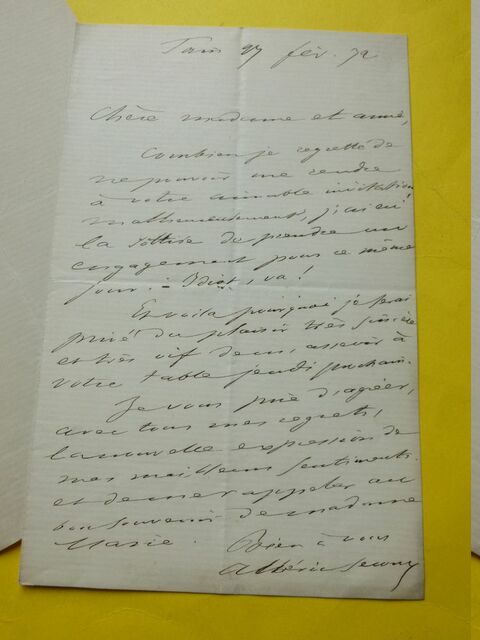 Paris 27 fév. 72
Chère madame et amie,
Combien je regrette de
ne pouvoir me rendre
à votre aimable invitation!
malheureusement, j'ai eu
la sottise de prendre un
engagement pour ce même
jour. - Idiot, va!
Et voilà pourquoi je serai
privé du plaisir très sincère
et très vif de m'asseoir à
votre table jeudi prochain.
Je vous prie d'agréer,
avec tous mes regrets,
la nouvelle expression de
mes meilleurs sentiments
et de me rappeler au
bon souvenir de madame
Marie.
Bien à vous
Albéric Second